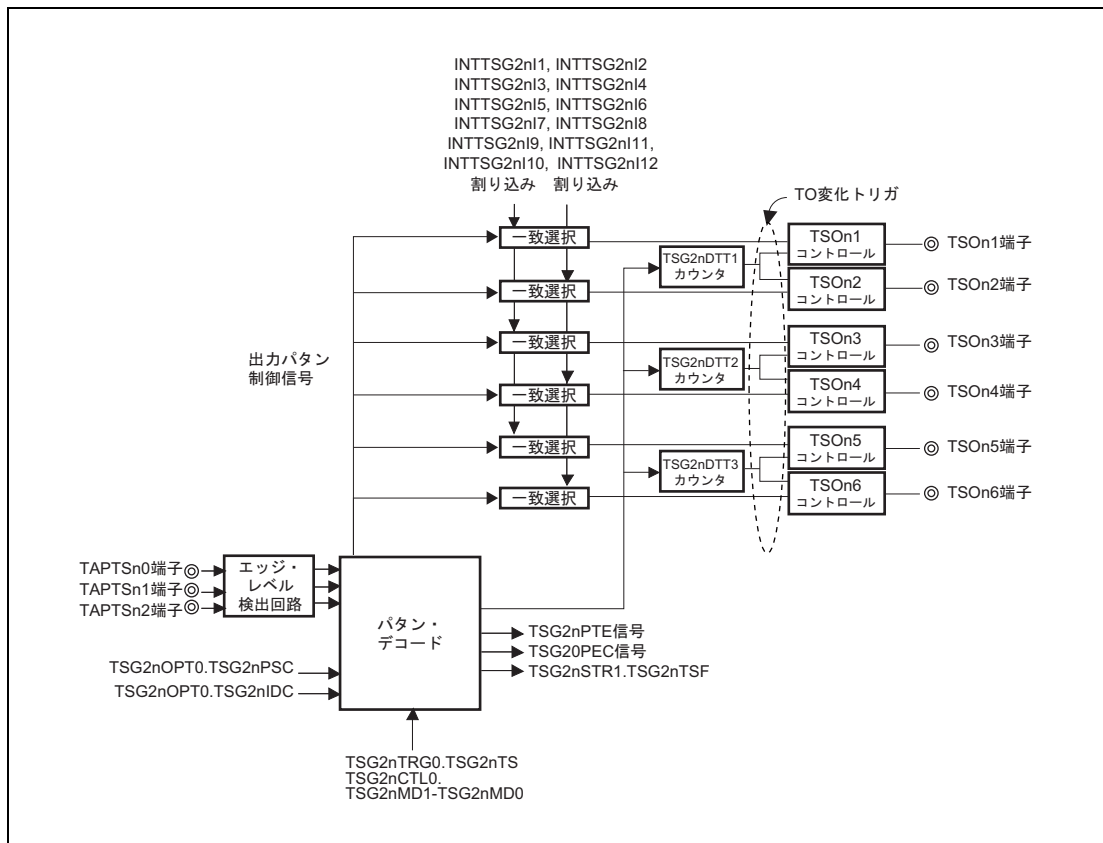 INTTSG2nI1, INTTSG2nI2
INTTSG2nI3, INTTSG2nI4
INTTSG2nI5, INTTSG2nI6
INTTSG2nI7, INTTSG2nI8
INTTSG2nI9, INTTSG2nI11,
INTTSG2nI10, INTTSG2nI12
割り込み 割り込み
TO変化トリガ
一致選択
TSG2nDTT1
カウンタ
TSOn1
コントロール
TSOn1端子
一致選択
TSOn2
コントロール
TSOn2端子
出力パタン
制御信号
一致選択
TSG2nDTT2
カウンタ
TSOn3
コントロール
TSOn3端子
一致選択
TSOn4
コントロール
TSOn4端子
一致選択
TSG2nDTT3
カウンタ
TSOn5
コントロール
TSOn5端子
一致選択
TSOn6
コントロール
TSOn6端子
TAPTSn0端子
TAPTSn1端子
TAPTSn2端子
エッジ・
レベル
検出回路
パタン・
デコード
TSG2nPTE信号
TSG20PEC信号
TSG2nSTR1.TSG2nTSF
TSG2nOPT0.TSG2nPSC
TSG2nOPT0.TSG2nIDC
TSG2nTRG0.TSG2nTS
TSG2nCTL0.
TSG2nMD1-TSG2nMD0